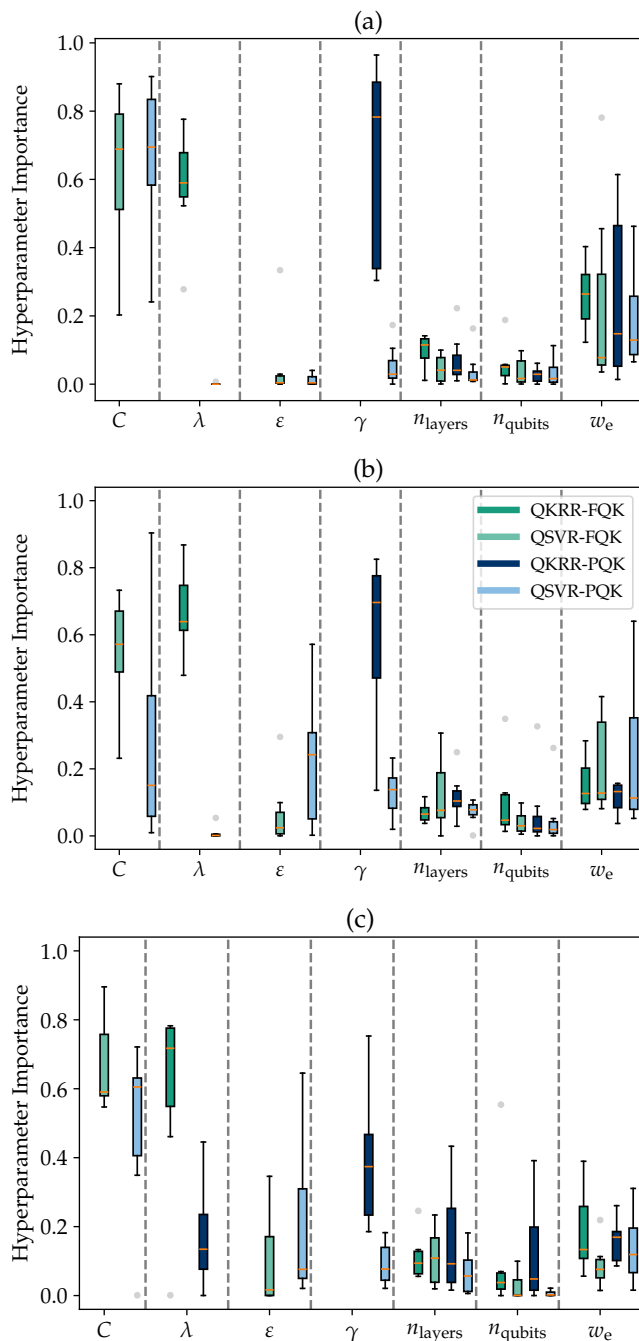 (a)
Hyperparameter Importance
1.0
0.8
0.6
0.4
0.2
0.0
C λ ε γ n_layers n_qubits w_e
(b)
Hyperparameter Importance
1.0
0.8
0.6
0.4
0.2
0.0
QKRR-FQK
QSVR-FQK
QKRR-PQK
QSVR-PQK
C λ ε γ n_layers n_qubits w_e
(c)
Hyperparameter Importance
1.0
0.8
0.6
0.4
0.2
0.0
C λ ε γ n_layers n_qubits w_e